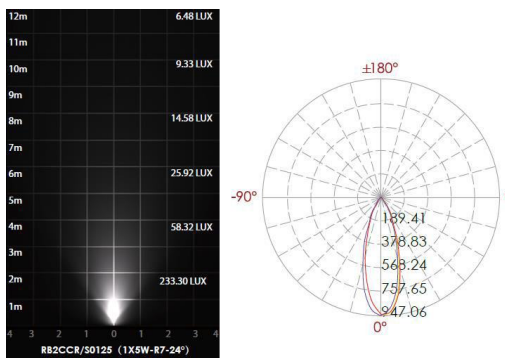 12m 6.48 LUX
11m
10m 9.33 LUX
9m
8m 14.58 LUX
7m
6m 25.92 LUX
5m
4m 58.32 LUX
3m
2m 233.30 LUX
1m
4 3 2 1 0 1 2 3 4
RB2CCR/S0125（1X5W-R7-24°）
±180°
-90°
189.41
378.83
568.24
757.65
947.06
0°